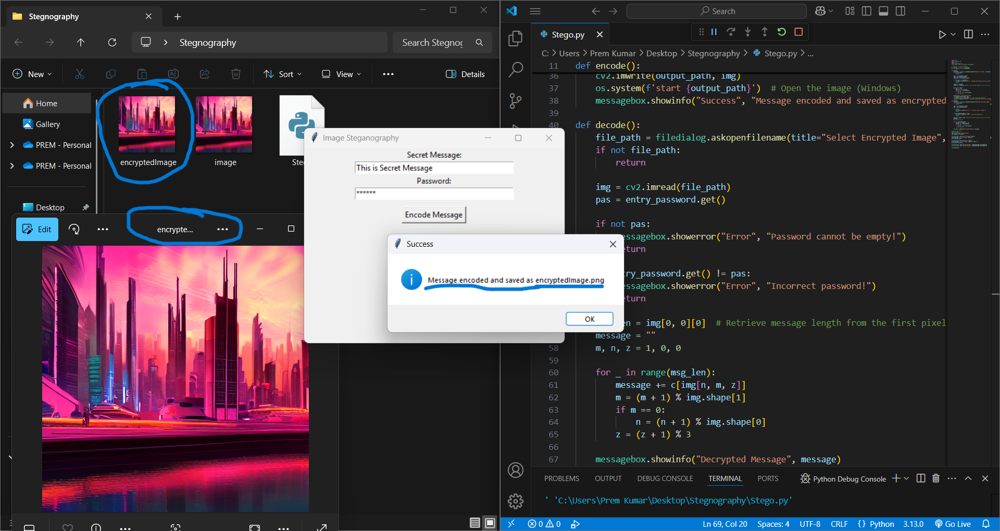 Stegnography
Stegnography
Search Stegnog
New
Sort
View
Details
Home
Gallery
PREM - Personal
PREM - Personal
Desktop
encryptedImage
image
Ste
Edit
encrypte...
Image Steganography
Secret Message:
This is Secret Message
Password:
******
Encode Message
Success
Message encoded and saved as encryptedImage.png
OK
Search
Stego.py
C: > Users > Prem Kumar > Desktop > Stegnography > Stego.py > ...
11 def encode():
36 cv2.imwrite(output_path, img)
37 os.system(f'start {output_path}') # Open the image (Windows)
38 messagebox.showinfo("Success", "Message encoded and saved as encrypted
39
40 def decode():
file_path = filedialog.askopenfilename(title="Select Encrypted Image",
if not file_path:
return
img = cv2.imread(file_path)
pas = entry_password.get()
if not pas:
essagebox.showerror("Error", "Password cannot be empty!")
eturn
ry_password.get() != pas:
essagebox.showerror("Error", "Incorrect password!")
eturn
en = img[0, 0][0] # Retrieve message length from the first pixel
message = ""
58 m, n, z = 1, 0, 0
59
60 for _ in range(msg_len):
61 message += c[img[n, m, z]]
62 m = (m + 1) % img.shape[1]
63 if m == 0:
64 n = (n + 1) % img.shape[0]
65 z = (z + 1) % 3
66
67 messagebox.showinfo("Decrypted Message", message)
PROBLEMS OUTPUT DEBUG CONSOLE TERMINAL PORTS Python Debug Console
' 'C:\Users\Prem Kumar\Desktop\Stegnography\Stego.py'
0 0 Ln 69, Col 20 Spaces: 4 UTF-8 CRLF {} Python 3.13.0 Go Live